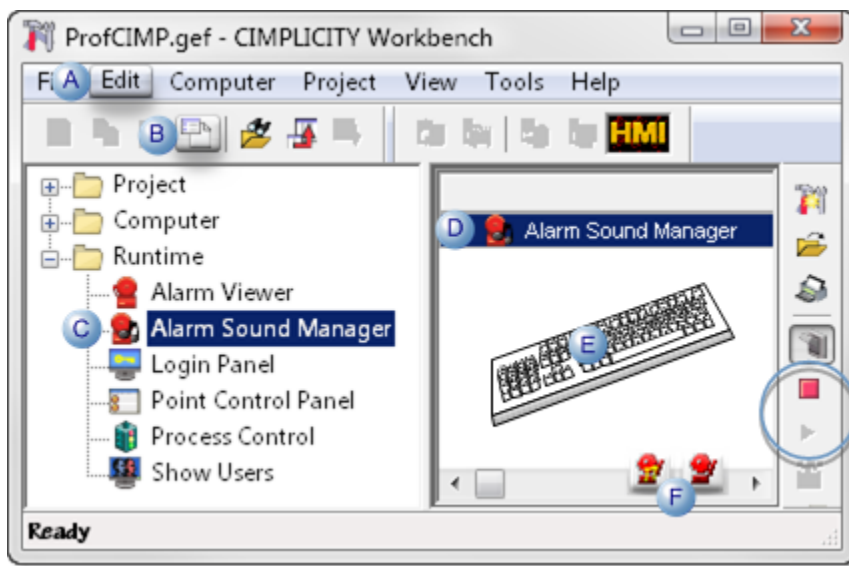 ProfCIMP.gef - CIMPLICITY Workbench
F A Edit Computer Project View Tools Help
B HMI
Project
Computer
Runtime
Alarm Viewer
C Alarm Sound Manager
Login Panel
Point Control Panel
Process Control
Show Users
D Alarm Sound Manager
E
F
Ready